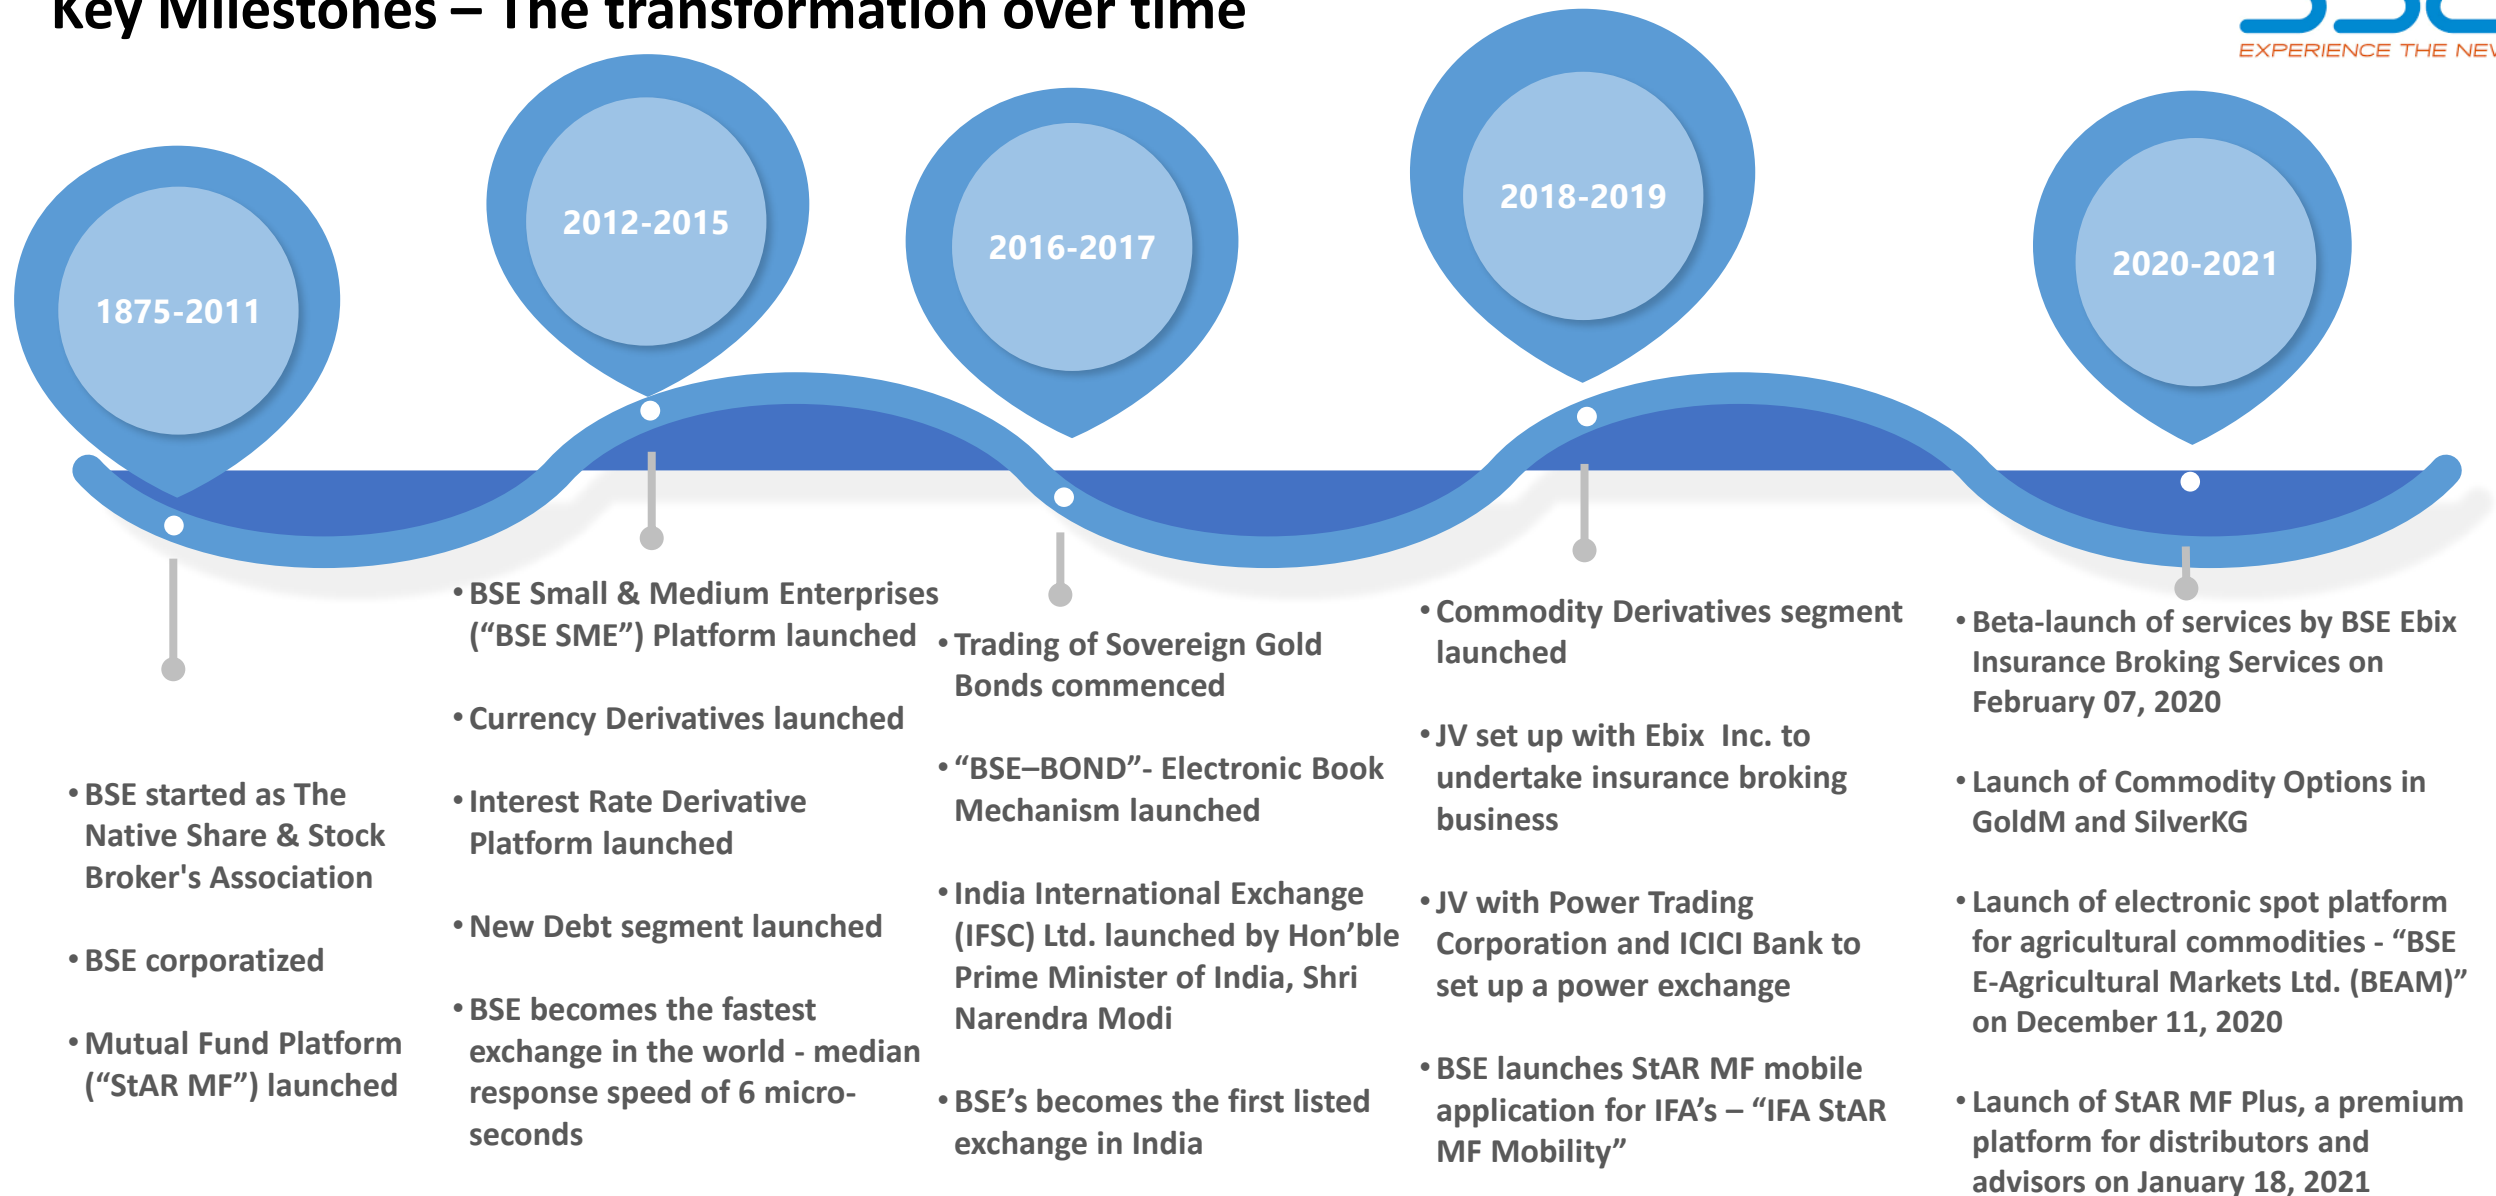 Key Milestones – The transformation over time
EXPERIENCE THE NEW
1875-2011
2012-2015
2016-2017
2018-2019
2020-2021
• BSE started as The
Native Share & Stock
Broker's Association
• BSE corporatized
• Mutual Fund Platform
(“StAR MF”) launched
• BSE Small & Medium Enterprises
(“BSE SME”) Platform launched
• Currency Derivatives launched
• Interest Rate Derivative
Platform launched
• New Debt segment launched
• BSE becomes the fastest
exchange in the world - median
response speed of 6 micro-
seconds
• Trading of Sovereign Gold
Bonds commenced
• “BSE–BOND”- Electronic Book
Mechanism launched
• India International Exchange
(IFSC) Ltd. launched by Hon’ble
Prime Minister of India, Shri
Narendra Modi
• BSE’s becomes the first listed
exchange in India
• Commodity Derivatives segment
launched
• JV set up with Ebix  Inc. to
undertake insurance broking
business
• JV with Power Trading
Corporation and ICICI Bank to
set up a power exchange
• BSE launches StAR MF mobile
application for IFA’s – “IFA StAR
MF Mobility”
• Beta-launch of services by BSE Ebix
Insurance Broking Services on
February 07, 2020
• Launch of Commodity Options in
GoldM and SilverKG
• Launch of electronic spot platform
for agricultural commodities - “BSE
E-Agricultural Markets Ltd. (BEAM)”
on December 11, 2020
• Launch of StAR MF Plus, a premium
platform for distributors and
advisors on January 18, 2021